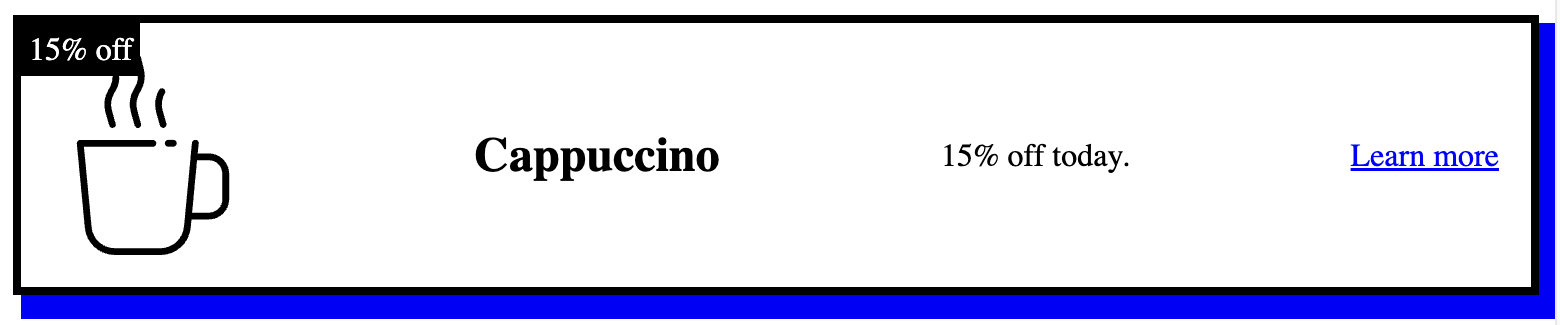 15% off
Cappuccino
15% off today.
Learn more